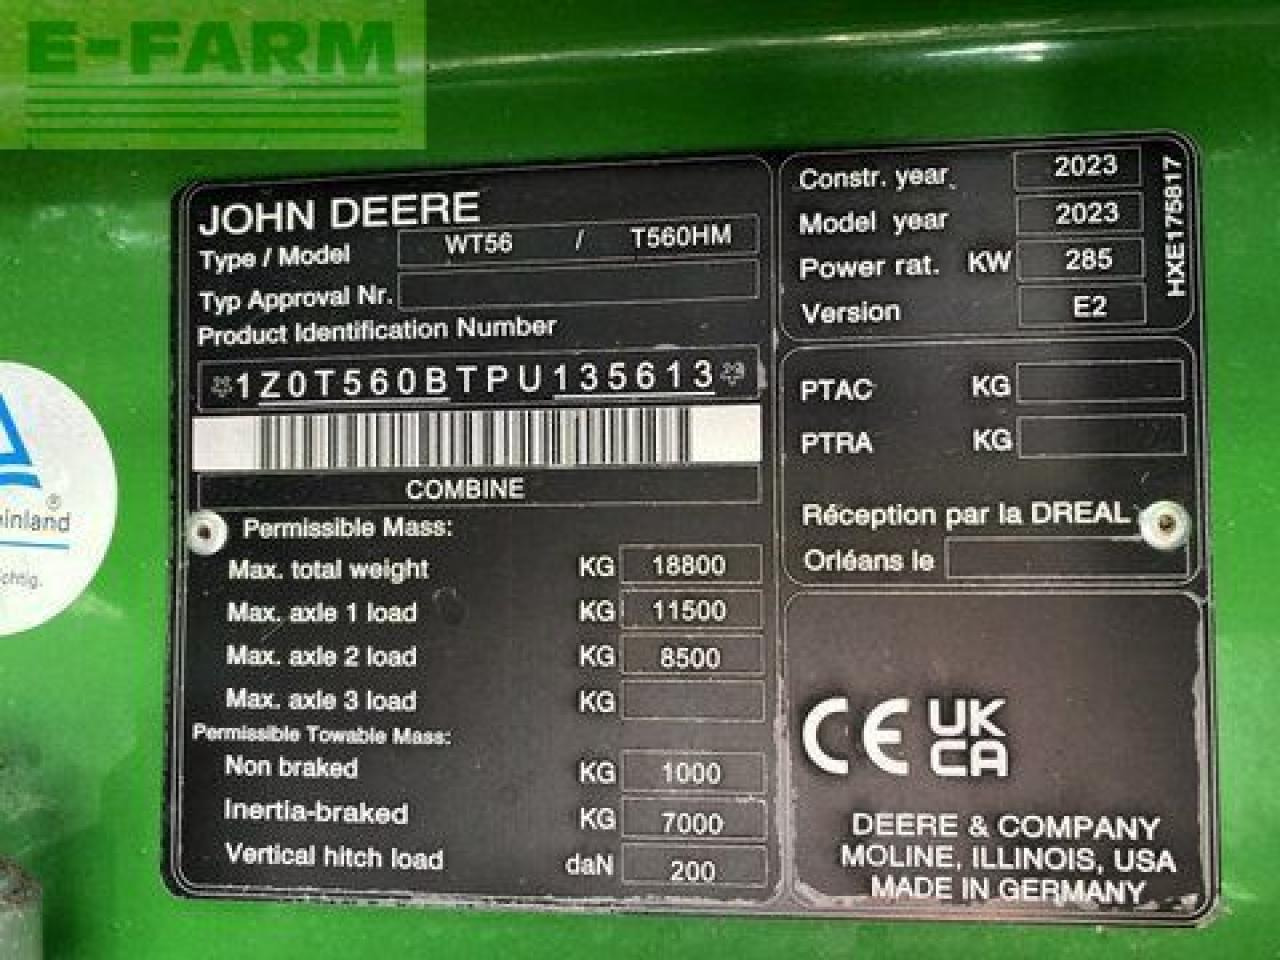 E-FARM
JOHN DEERE
Type / Model WT56 / T560HM
Typ Approval Nr.
Product Identification Number
*1Z0T560BTPU135613*
COMBINE
Permissible Mass:
Max. total weight KG 18800
Max. axle 1 load KG 11500
Max. axle 2 load KG 8500
Max. axle 3 load KG
Permissible Towable Mass:
Non braked KG 1000
Inertia-braked KG 7000
Vertical hitch load daN 200
Constr. year 2023
Model year 2023
Power rat. KW 285
Version E2
HXE175817
PTAC KG
PTRA KG
Réception par la DREAL
Orléans le
CE UK
CA
DEERE & COMPANY
MOLINE, ILLINOIS, USA
MADE IN GERMANY
®
inland
chtig.